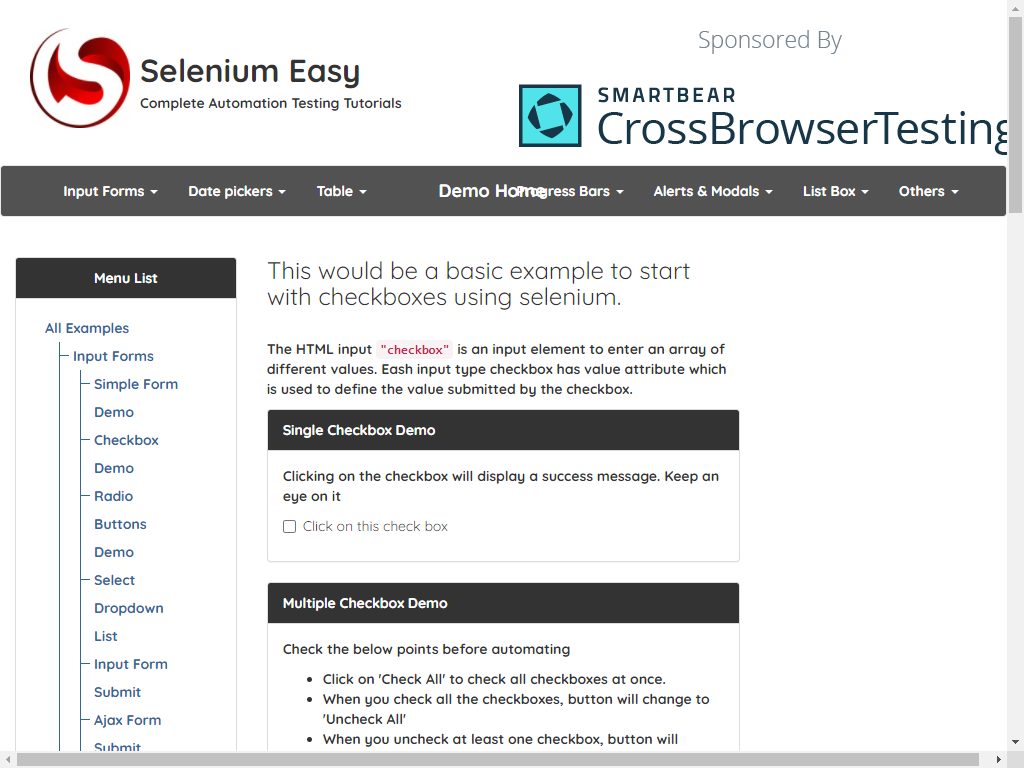 Selenium Easy
Complete Automation Testing Tutorials
Sponsored By
SMARTBEAR
CrossBrowserTesting
Input Forms
Date pickers
Table
Demo Home
Progress Bars
Alerts & Modals
List Box
Others
Menu List
All Examples
Input Forms
Simple Form
Demo
Checkbox
Demo
Radio
Buttons
Demo
Select
Dropdown
List
Input Form
Submit
Ajax Form
Submit
This would be a basic example to start
with checkboxes using selenium.
The HTML input "checkbox" is an input element to enter an array of
different values. Eash input type checkbox has value attribute which
is used to define the value submitted by the checkbox.
Single Checkbox Demo
Clicking on the checkbox will display a success message. Keep an
eye on it
Click on this check box
Multiple Checkbox Demo
Check the below points before automating
Click on 'Check All' to check all checkboxes at once.
When you check all the checkboxes, button will change to
'Uncheck All'
When you uncheck at least one checkbox, button will